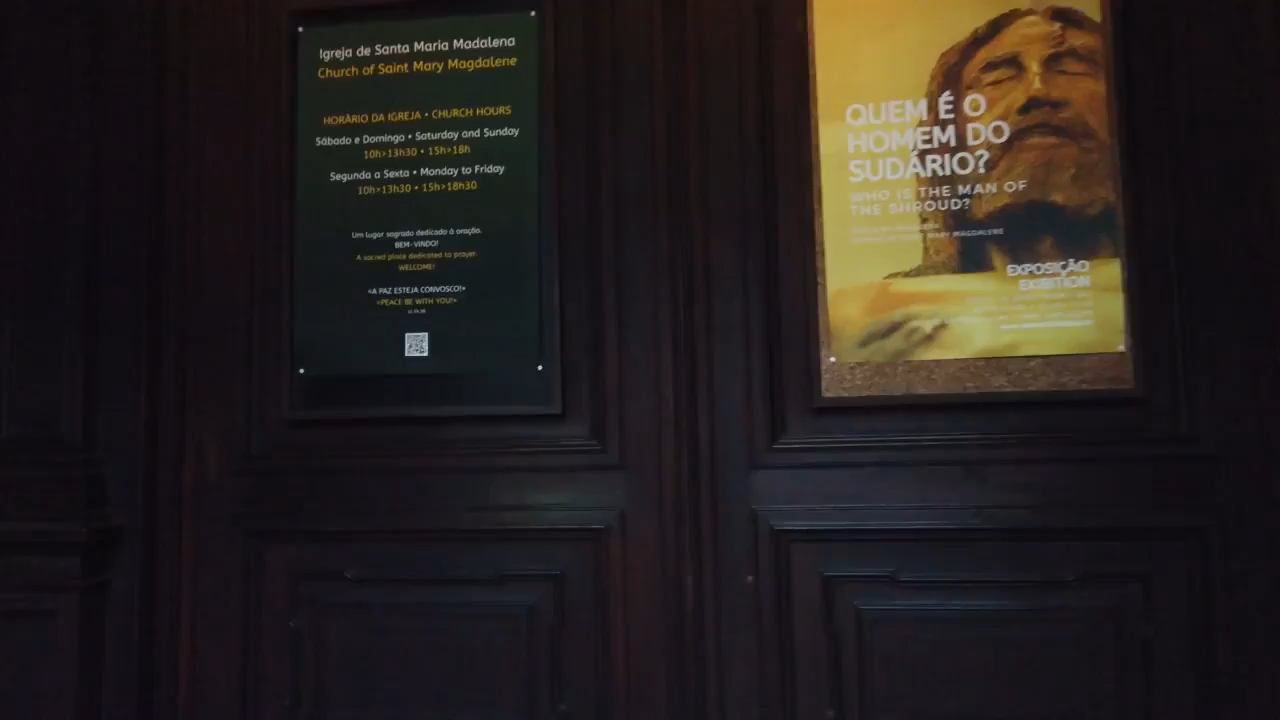 Igreja de Santa Maria Madalena
Church of Saint Mary Magdalene
HORÁRIO DA IGREJA • CHURCH HOURS
Sábado e Domingo • Saturday and Sunday
10h>13h30 • 15h>18h
Segunda a Sexta • Monday to Friday
10h>13h30 • 15h>18h30
Um lugar sagrado dedicado à oração.
BEM-VINDO!
A sacred place dedicated to prayer.
WELCOME!
«A PAZ ESTEJA CONVOSCO!»
«PEACE BE WITH YOU!»
QUEM É O
HOMEM DO
SUDÁRIO?
WHO IS THE MAN OF
THE SHROUD?
MARY MAGDALENE
EXPOSIÇÃO
EXIBITION